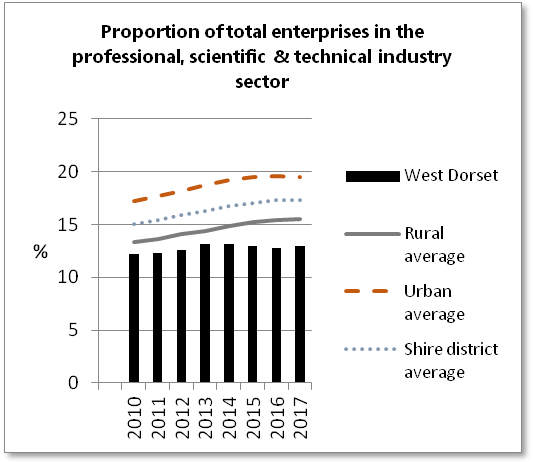 Proportion of total enterprises in the
professional, scientific & technical industry
sector
25
20
15
10
5
0
%
2010
2011
2012
2013
2014
2015
2016
2017
West Dorset
Rural
average
Urban
average
Shire district
average